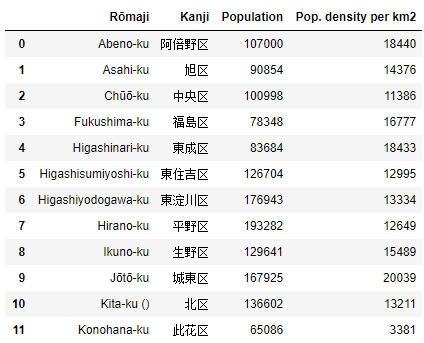 Rōmaji Kanji Population Pop. density per km2
0 Abeno-ku 阿倍野区 107000 18440
1 Asahi-ku 旭区 90854 14376
2 Chūō-ku 中央区 100998 11386
3 Fukushima-ku 福島区 78348 16777
4 Higashinari-ku 東成区 83684 18433
5 Higashisumiyoshi-ku 東住吉区 126704 12995
6 Higashiyodogawa-ku 東淀川区 176943 13334
7 Hirano-ku 平野区 193282 12649
8 Ikuno-ku 生野区 129641 15489
9 Jōtō-ku 城東区 167925 20039
10 Kita-ku () 北区 136602 13211
11 Konohana-ku 此花区 65086 3381